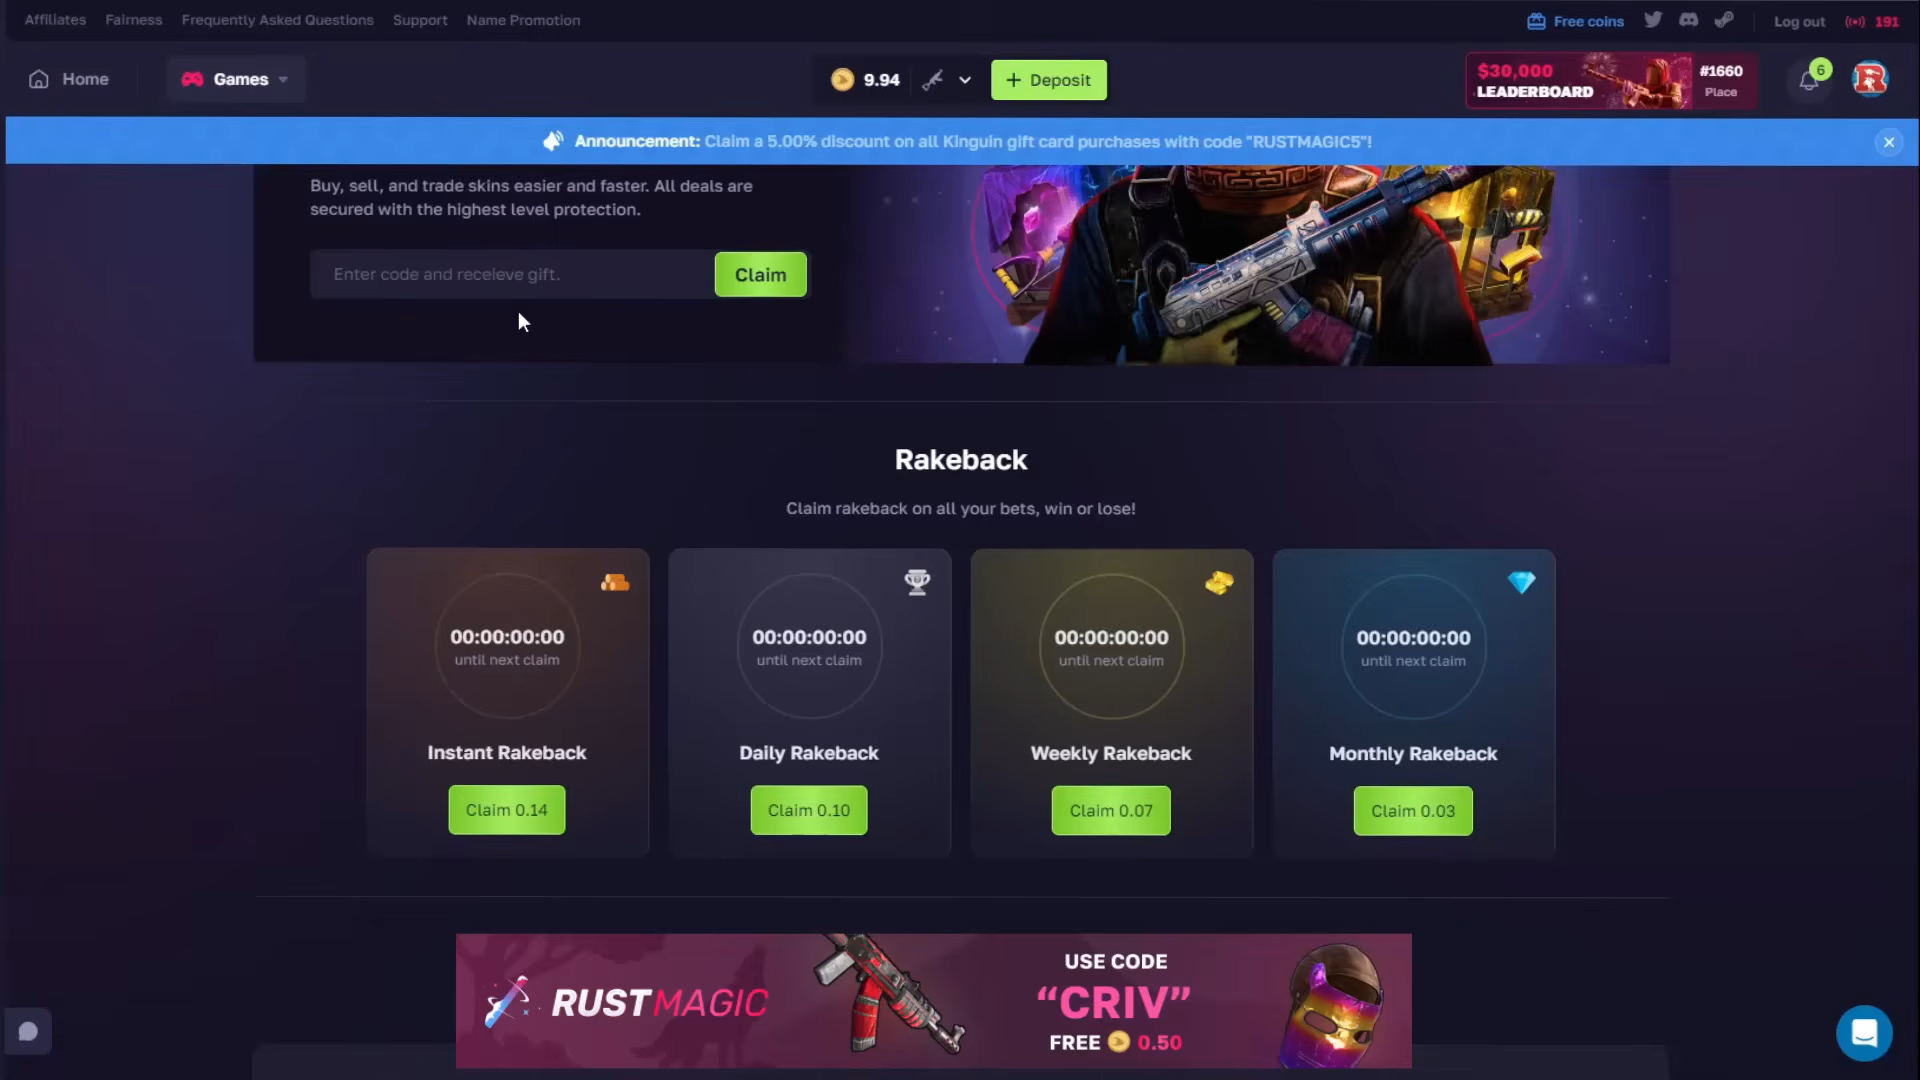 Affiliates Fairness Frequently Asked Questions Support Name Promotion
Free coins Log out 191
Home Games 9.94 + Deposit
$30,000
LEADERBOARD
#1660
Place
6
Announcement: Claim a 5.00% discount on all Kinguin gift card purchases with code "RUSTMAGIC5"!
Buy, sell, and trade skins easier and faster. All deals are
secured with the highest level protection.
Enter code and receieve gift. Claim
Rakeback
Claim rakeback on all your bets, win or lose!
00:00:00:00 00:00:00:00 00:00:00:00 00:00:00:00
until next claim until next claim until next claim until next claim
Instant Rakeback Daily Rakeback Weekly Rakeback Monthly Rakeback
Claim 0.14 Claim 0.10 Claim 0.07 Claim 0.03
RUSTMAGIC
USE CODE
“CRIV”
FREE 0.50